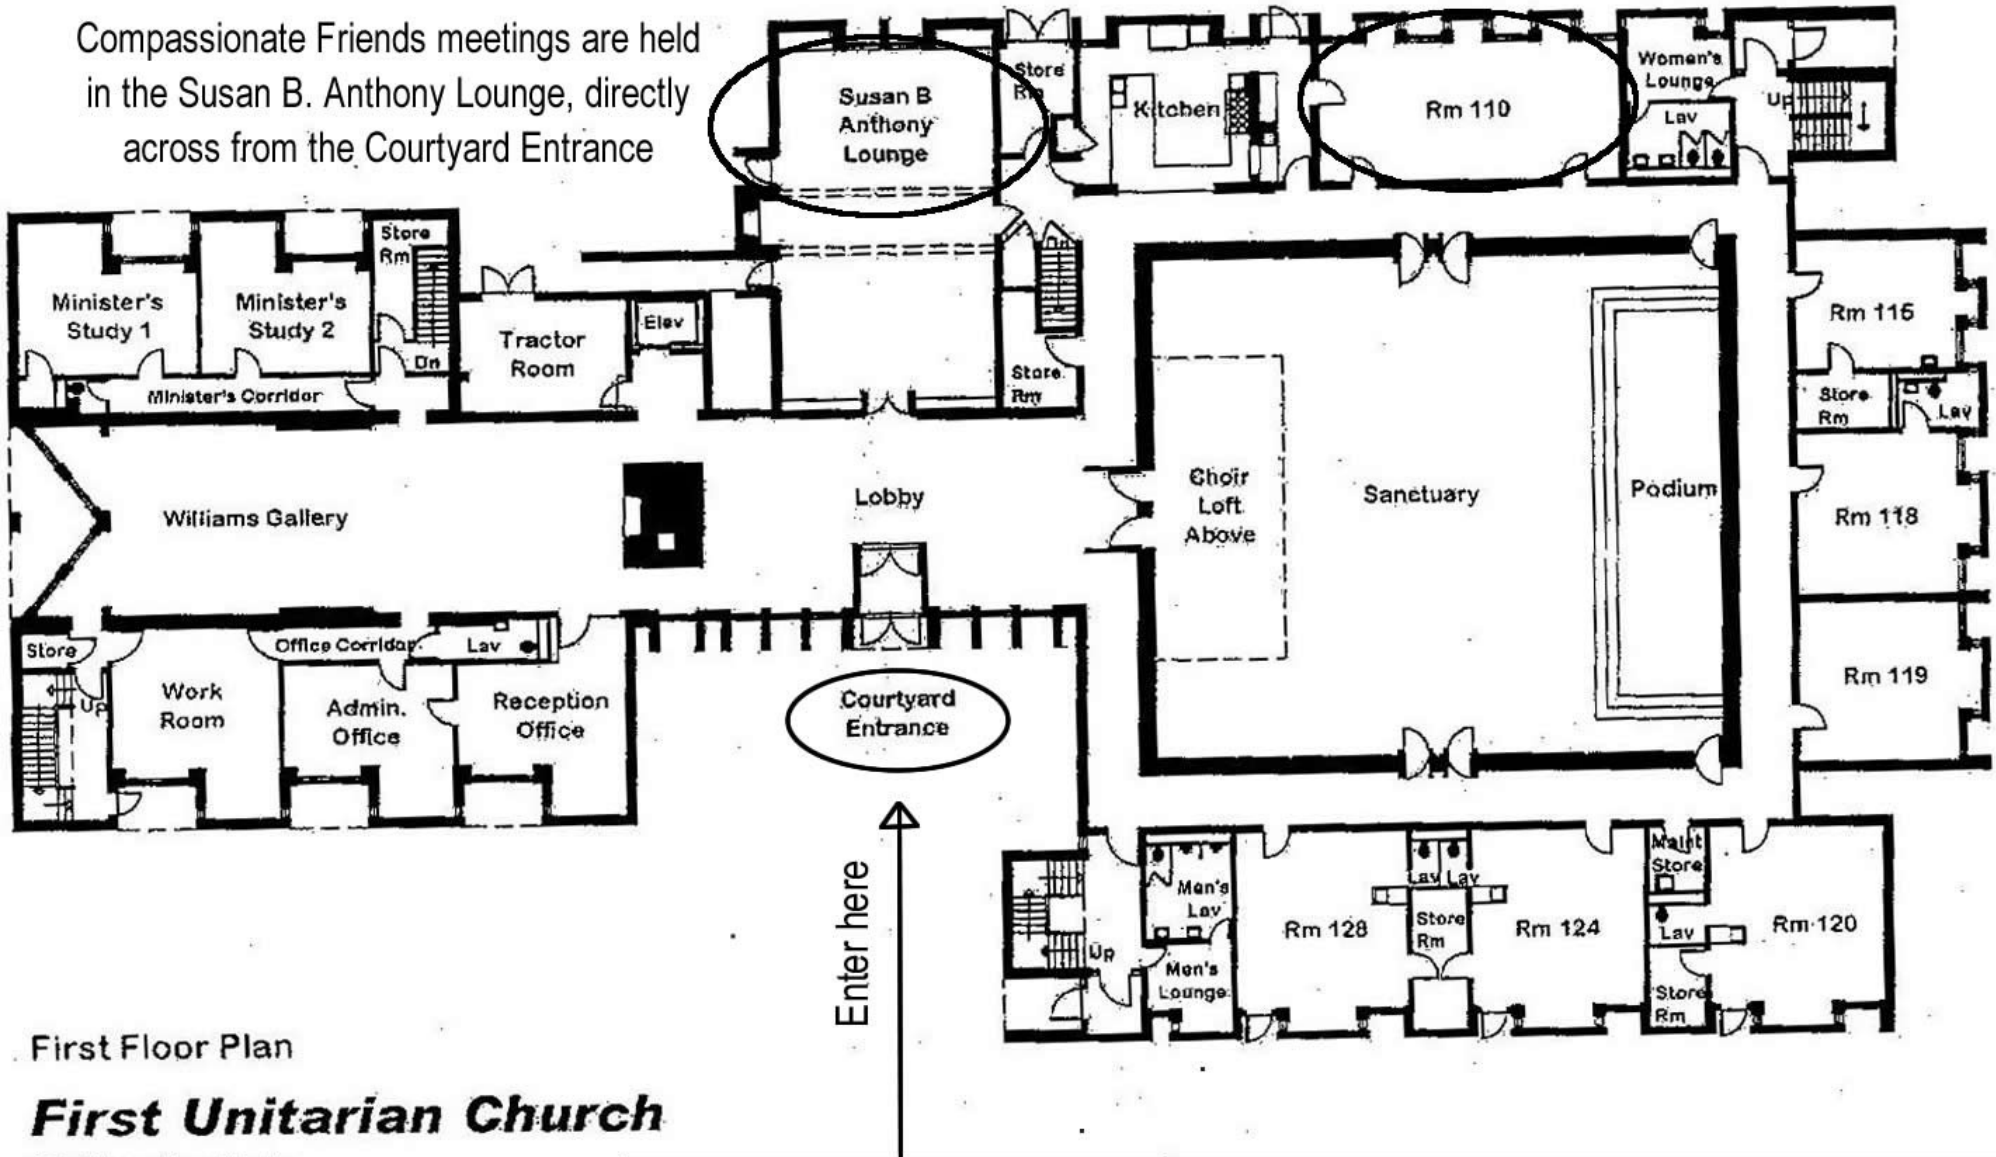 Compassionate Friends meetings are held
in the Susan B. Anthony Lounge, directly
across from the Courtyard Entrance
Susan B
Anthony
Lounge
Store
Rm
Kitchen
Rm 110
Women's
Lounge
Lav
Up
Minister's
Study 1
Minister's
Study 2
Store
Rm
Dn
Minister's Corridor
Tractor
Room
Elev
Dn
Store
Rm
Rm 115
Store
Rm
Lav
Williams Gallery
Lobby
Choir
Loft
Above
Sanctuary
Podium
Rm 118
Rm 119
Store
Up
Work
Room
Office Corridor
Lav
Admin.
Office
Reception
Office
Courtyard
Entrance
Enter here
Up
Men's
Lav
Men's
Lounge
Rm 128
Lav Lav
Store
Rm
Rm 124
Maint
Store
Lav
Store
Rm
Rm 120
First Floor Plan
First Unitarian Church